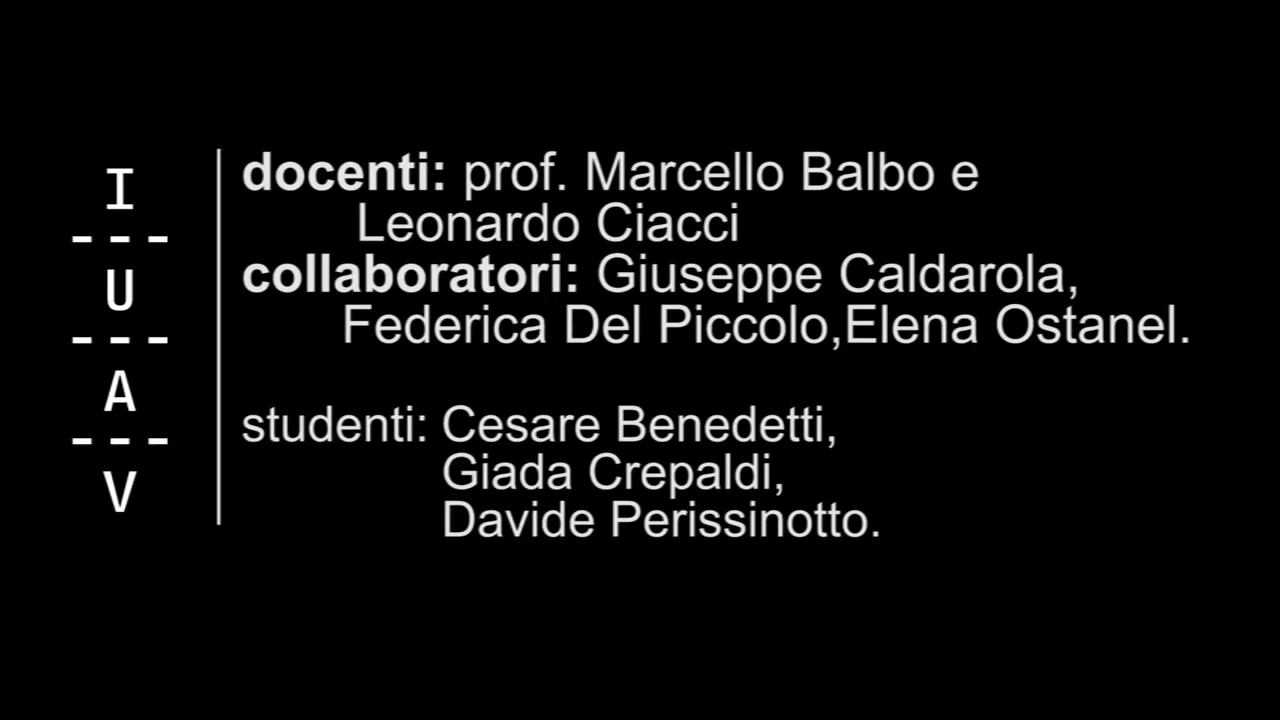 I
---
U
---
A
---
V
docenti: prof. Marcello Balbo e
Leonardo Ciacci
collaboratori: Giuseppe Caldarola,
Federica Del Piccolo,Elena Ostanel.
studenti: Cesare Benedetti,
Giada Crepaldi,
Davide Perissinotto.